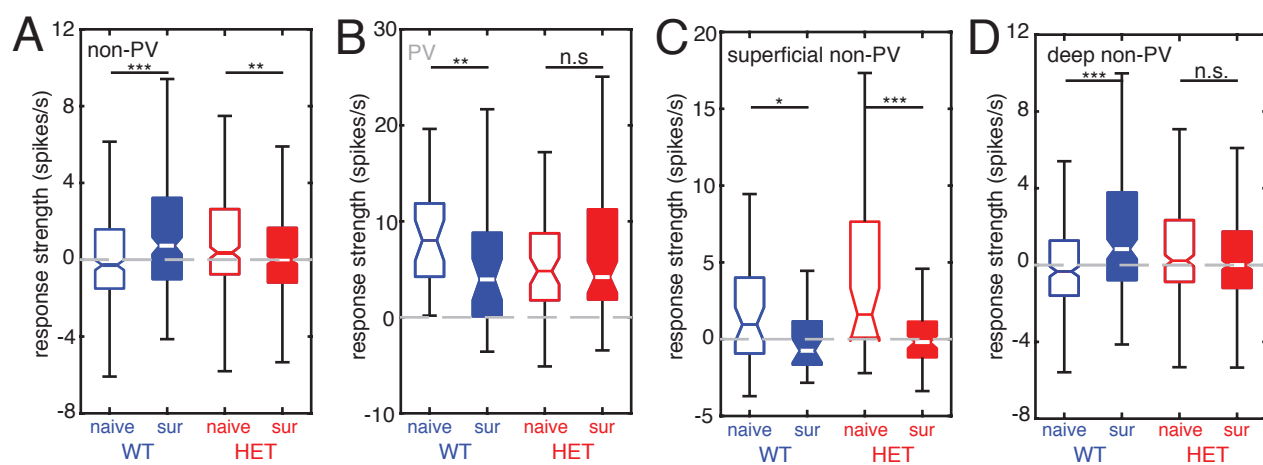 A
non-PV
***
**
response strength (spikes/s)
12
8
4
0
-4
-8
naive
sur
naive
sur
WT
HET
B
PV
**
n.s
response strength (spikes/s)
30
20
10
0
-10
naive
sur
naive
sur
WT
HET
C
superficial non-PV
*
***
response strength (spikes/s)
20
15
10
5
0
-5
naive
sur
naive
sur
WT
HET
D
deep non-PV
***
n.s.
response strength (spikes/s)
12
8
4
0
-4
-8
naive
sur
naive
sur
WT
HET